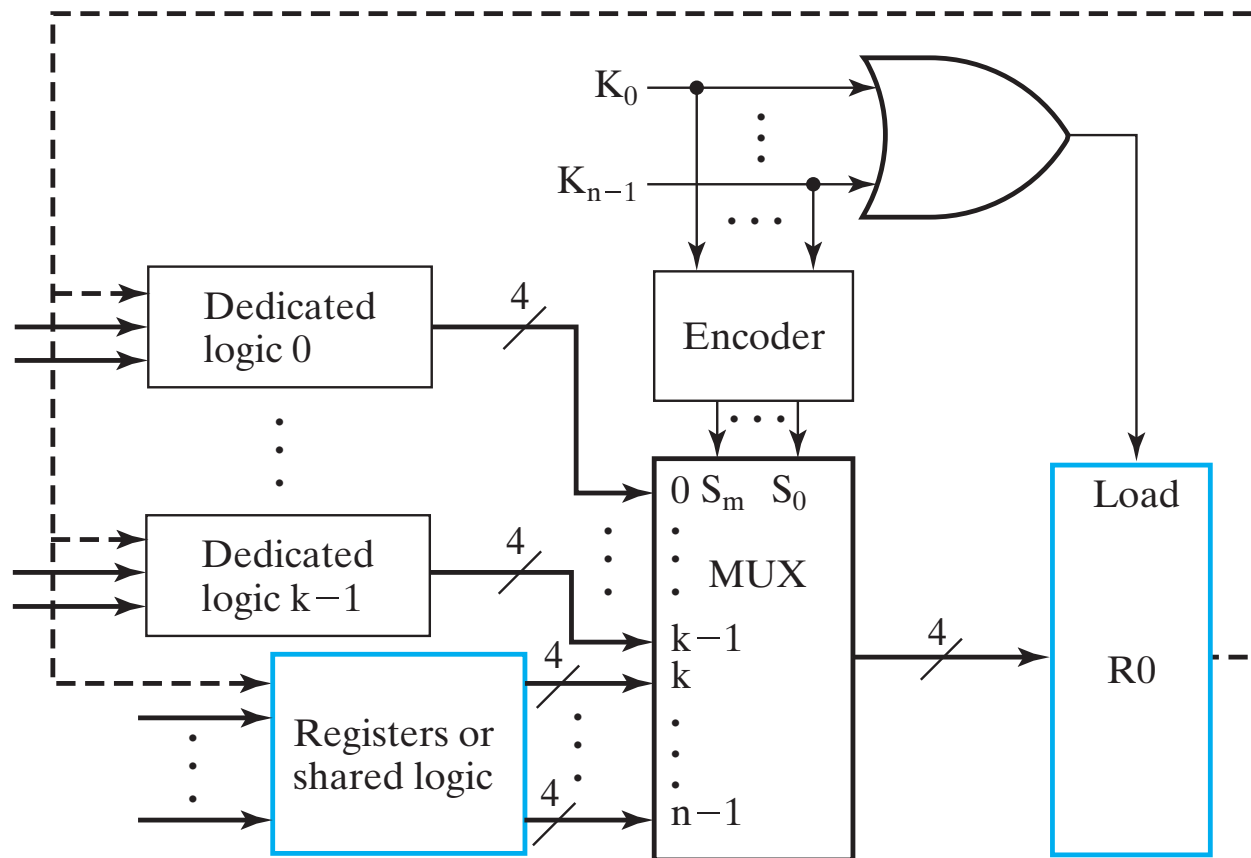 K₀
Kₙ₋₁
Dedicated
logic 0
4
Encoder
0 Sₘ S₀
MUX
Load
Dedicated
logic k−1
4
k−1
k
4
4
R0
Registers or
shared logic
4
n−1